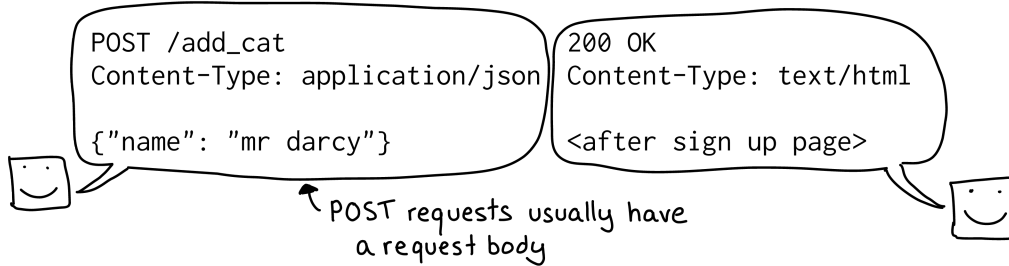 POST /add_cat
Content-Type: application/json
{"name": "mr darcy"}
200 OK
Content-Type: text/html
<after sign up page>
POST requests usually have
a request body